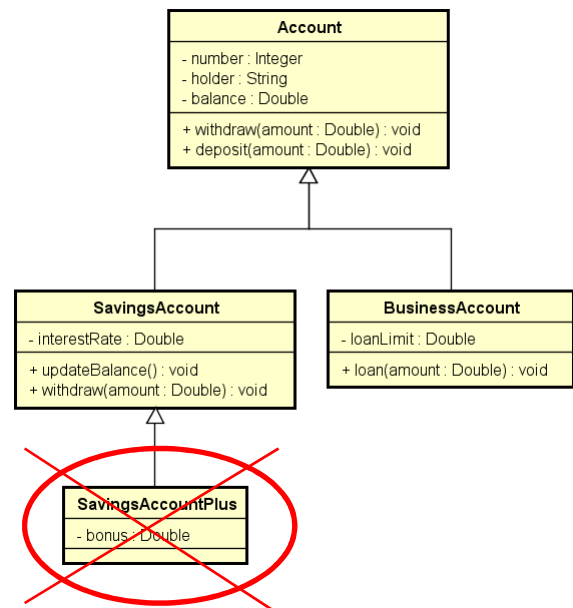 Account
- number : Integer
- holder : String
- balance : Double
+ withdraw(amount : Double) : void
+ deposit(amount : Double) : void
SavingsAccount
- interestRate : Double
+ updateBalance() : void
+ withdraw(amount : Double) : void
BusinessAccount
- loanLimit : Double
+ loan(amount : Double) : void
SavingsAccountPlus
- bonus : Double